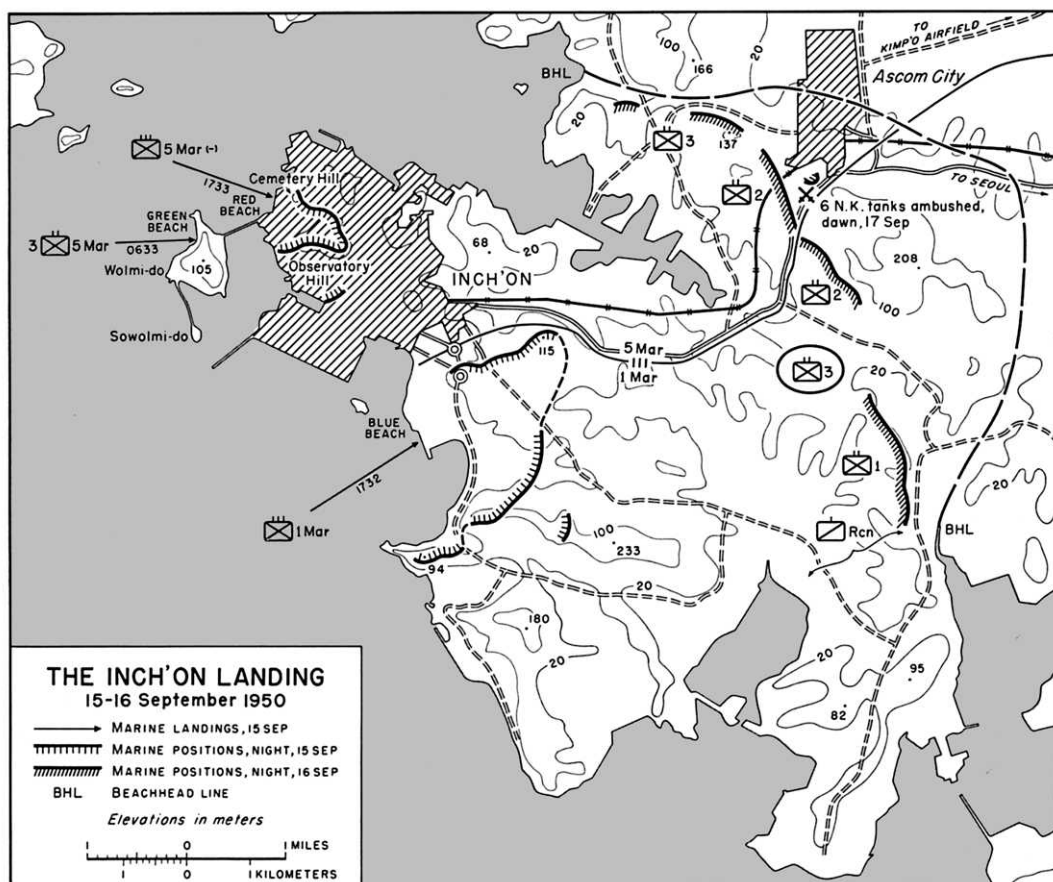 TO
KIMP'O AIRFIELD
100
20
166
BHL
Ascom City
20
5 Mar (-)
3
137
Cemetery Hill
1733
RED
BEACH
2
TO SEOUL
6 N.K. tanks ambushed,
dawn, 17 Sep
GREEN
BEACH
3
5 Mar
0633
68
20
208
Wolmi-do
105
Observatory
Hill
INCH'ON
2
100
Sowolmi-do
115
5 Mar
III
1 Mar
3
20
BLUE
BEACH
1732
1
20
1 Mar
100
233
Rcn
BHL
94
20
180
20
20
95
82
THE INCH'ON LANDING
15-16 September 1950
MARINE LANDINGS, 15 SEP
MARINE POSITIONS, NIGHT, 15 SEP
MARINE POSITIONS, NIGHT, 16 SEP
BHL BEACHHEAD LINE
Elevations in meters
1 0 1 MILES
1 0 1 KILOMETERS